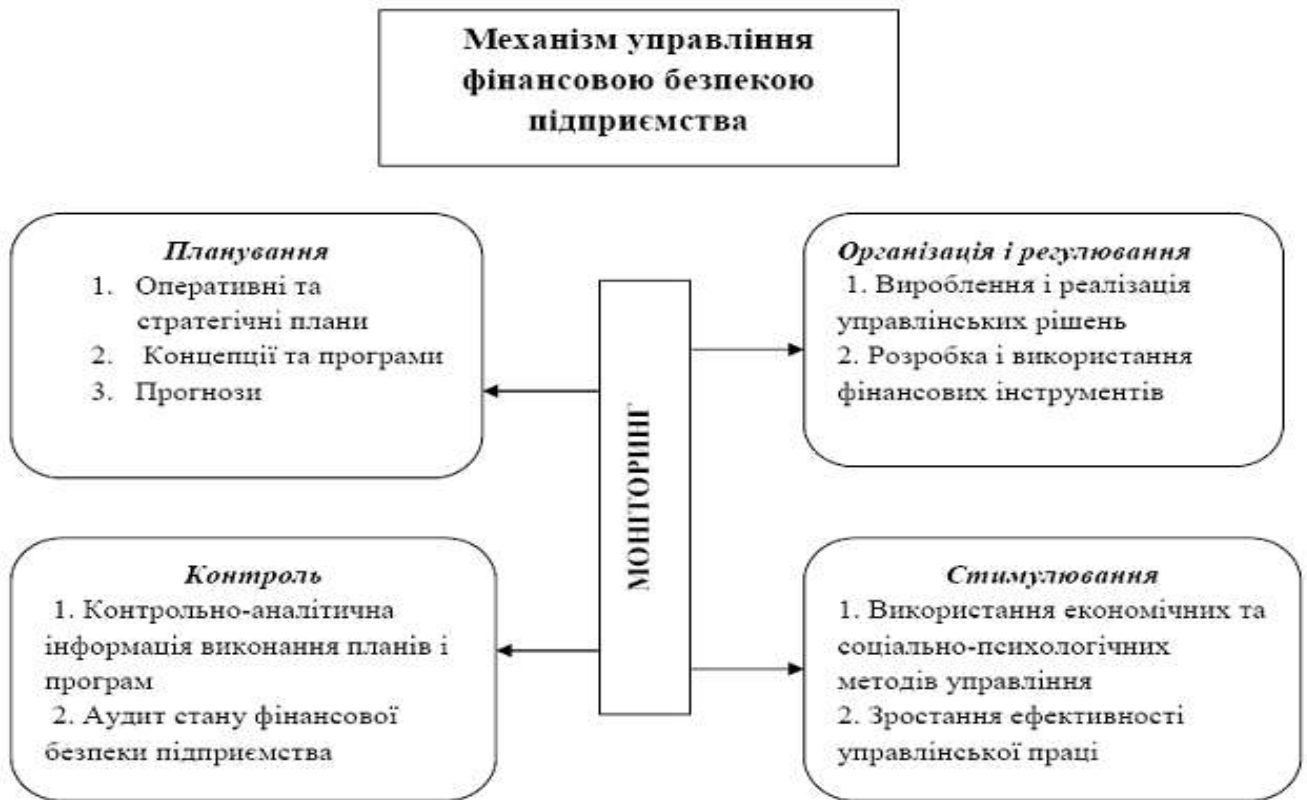 Механізм управління
фінансовою безпекою
підприємства
Планування
1. Оперативні та
стратегічні плани
2. Концепції та програми
3. Прогнози
Організація і регулювання
1. Вироблення і реалізація
управлінських рішень
2. Розробка і використання
фінансових інструментів
МОНІТОРИНГ
Контроль
1. Контрольно-аналітична
інформація виконання планів і
програм
2. Аудит стану фінансової
безпеки підприємства
Стимулювання
1. Використання економічних та
соціально-психологічних
методів управління
2. Зростання ефективності
управлінської праці